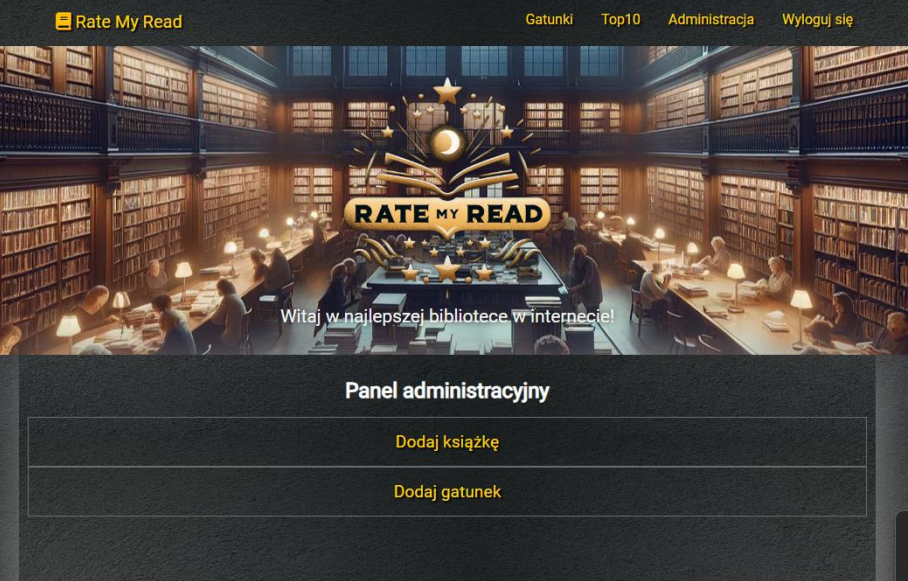 Rate My Read
Gatunki
Top10
Administracja
Wyloguj się
RATE MY READ
Witaj w najlepszej bibliotece w internecie!
Panel administracyjny
Dodaj książkę
Dodaj gatunek